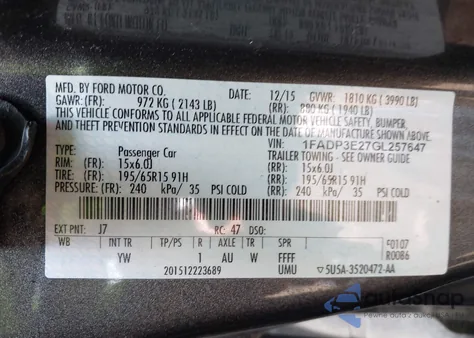 MFD. BY FORD MOTOR CO. DATE: 12/15 GVWR: 1810 KG ( 3990 LB)
GAWR: (FR): 972 KG ( 2143 LB) (RR): 880 KG ( 1940 LB)
THIS VEHICLE CONFORMS TO ALL APPLICABLE FEDERAL MOTOR VEHICLE SAFETY,
BUMPER, AND THEFT PREVENTION STANDARDS IN EFFECT ON THE DATE OF MANUFACTURE SHOWN ABOVE.
VIN: 1FADP3E27GL257647
TYPE: Passenger Car TRAILER TOWING - SEE OWNER GUIDE
RIM: (FR): 15x6.0J (RR): 15x6.0J
TIRE: 195/65R15 91H 195/65R15 91H
PRESSURE: (FR) 240 kPa/ 35 PSI COLD (RR): 240 kPa/ 35 PSI COLD
EXT PNT: J7 RC: 47 DSO: F0107
WB INT TR TP/PS R AXLE TR SPR R0086
YW 1 AU W FFFF
201512223689 UMU 5U5A-3520472-AA
autoSnap